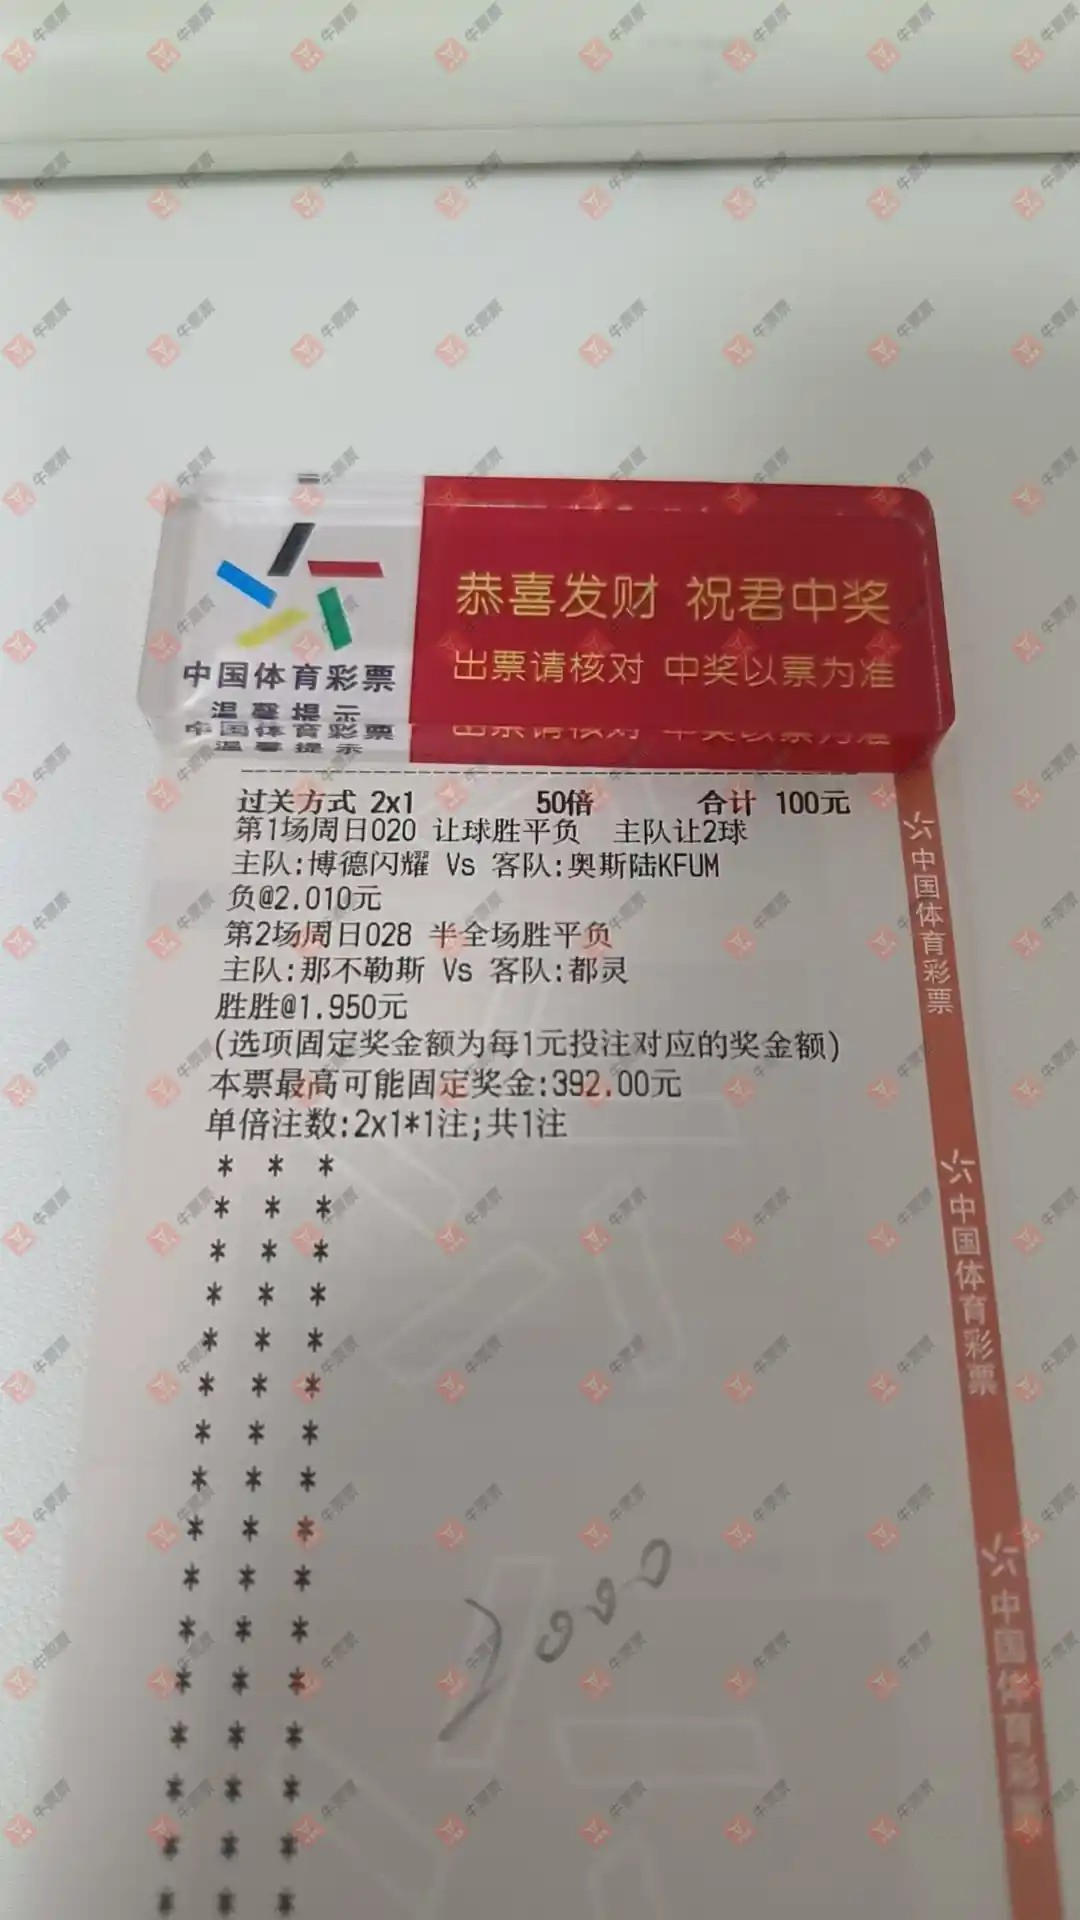 恭喜发财 祝君中奖
出票请核对 中奖以票为准
中国体育彩票
温馨提示
过关方式 2x1 50倍 合计 100元
第1场周日020 让球胜平负 主队让2球
主队:博德闪耀 Vs 客队:奥斯陆KFUM
负@2.010元
第2场周日028 半全场胜平负
主队:那不勒斯 Vs 客队:都灵
胜胜@1.950元
(选项固定奖金额为每1元投注对应的奖金额)
本票最高可能固定奖金:392.00元
单倍注数:2x1*1注;共1注
中国体育彩票
中国体育彩票
中国体育彩票
牛票票